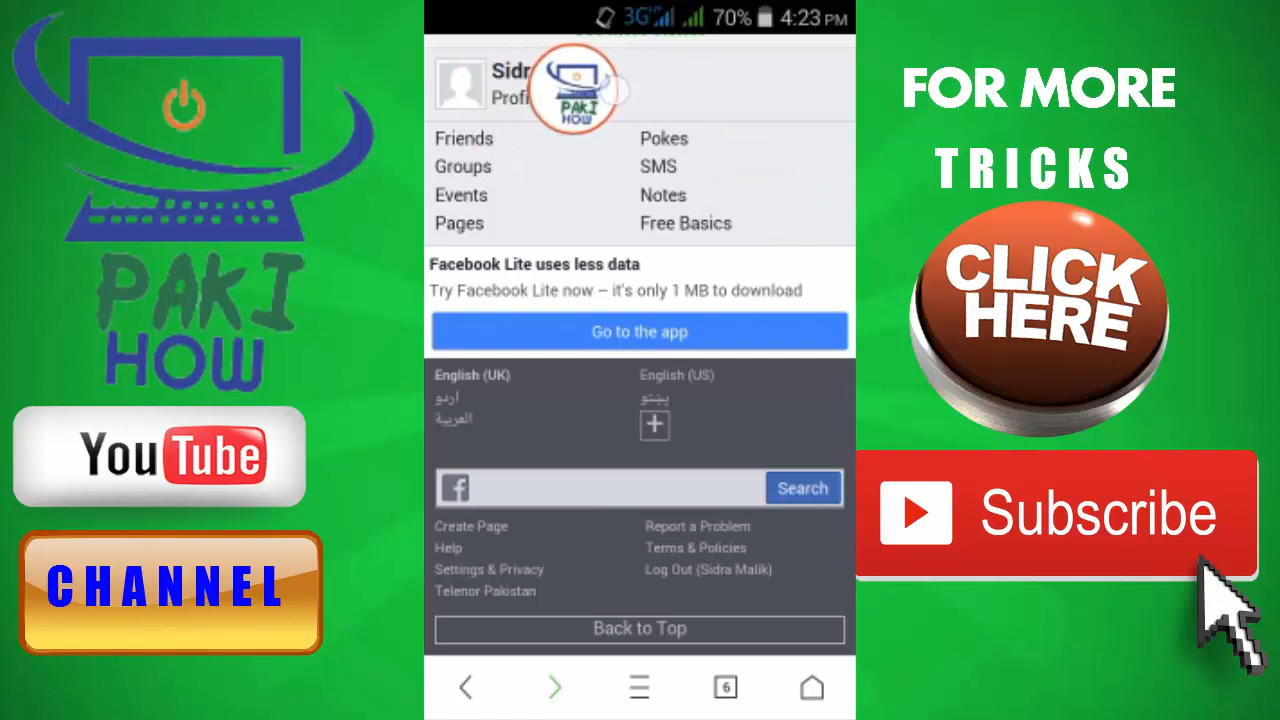 PAKI
HOW
You Tube
CHANNEL
3G 70% 4:23 PM
Sidr
Profi
PAKI
HOW
Friends
Pokes
Groups
SMS
Events
Notes
Pages
Free Basics
Facebook Lite uses less data
Try Facebook Lite now – it's only 1 MB to download
Go to the app
English (UK)
English (US)
اردو
پښتو
العربية
Search
Create Page
Report a Problem
Help
Terms & Policies
Settings & Privacy
Log Out (Sidra Malik)
Telenor Pakistan
Back to Top
6
FOR MORE
TRICKS
CLICK
HERE
Subscribe